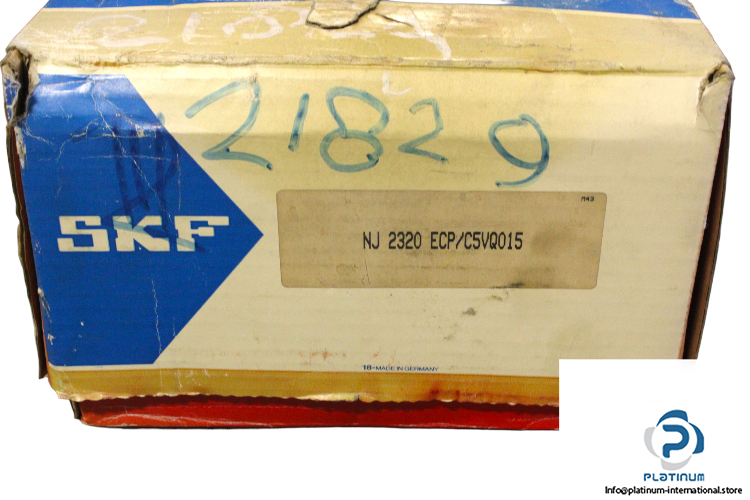 21829
M43
SKF
NJ 2320 ECP/C5VQ015
18-MADE IN GERMANY
PLATINUM
Info@platinum-international.store